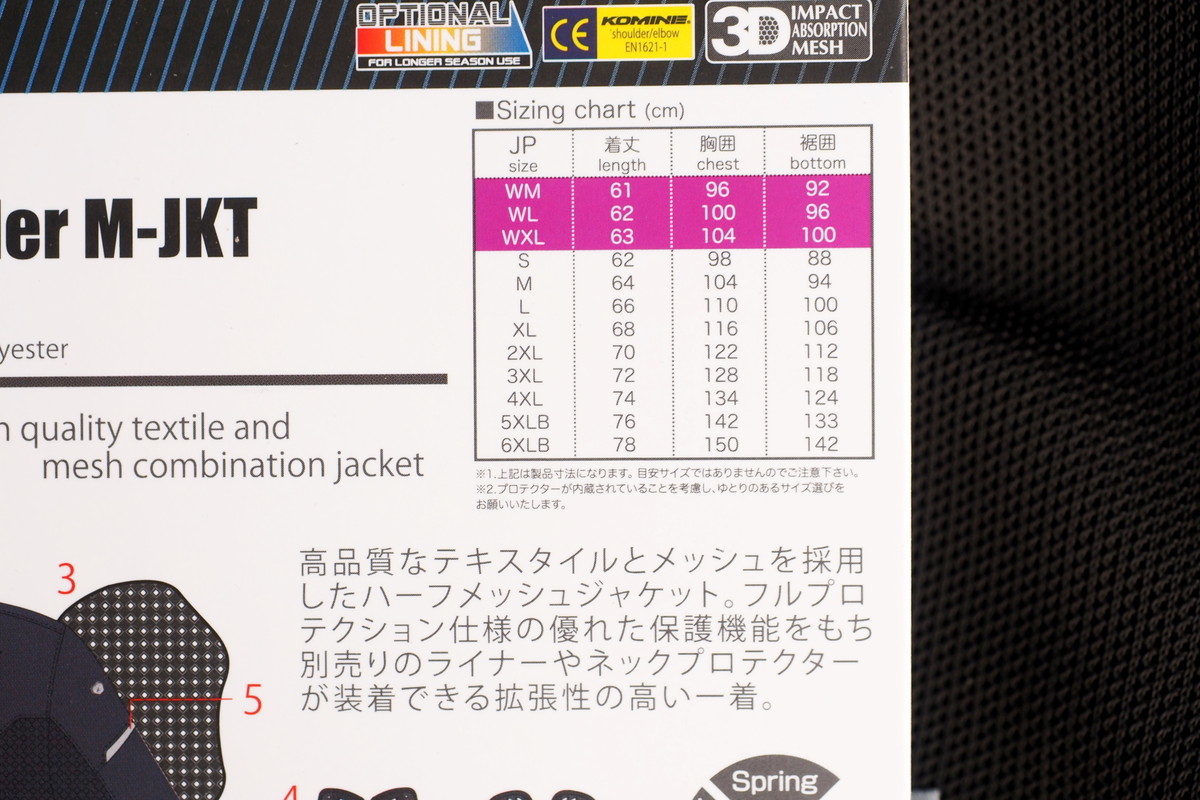 OPTIONAL
LINING
FOR LONGER SEASON USE
CE
KOMINE
shoulder/elbow
EN1621-1
3D IMPACT
ABSORPTION
MESH
■Sizing chart (cm)
JP 着丈 胸囲 裾囲
size length chest bottom
WM 61 96 92
WL 62 100 96
WXL 63 104 100
S 62 98 88
M 64 104 94
L 66 110 100
XL 68 116 106
2XL 70 122 112
3XL 72 128 118
4XL 74 134 124
5XLB 76 142 133
6XLB 78 150 142
※1.上記は製品寸法になります。目安サイズではありませんのでご注意下さい。
※2.プロテクターが内蔵されていることを考慮し、ゆとりのあるサイズ選びを
お願いいたします。
der M-JKT
yester
n quality textile and
mesh combination jacket
高品質なテキスタイルとメッシュを採用
したハーフメッシュジャケット。フルプロ
テクション仕様の優れた保護機能をもち
別売りのライナーやネックプロテクター
が装着できる拡張性の高い一着。
3
5
4
Spring